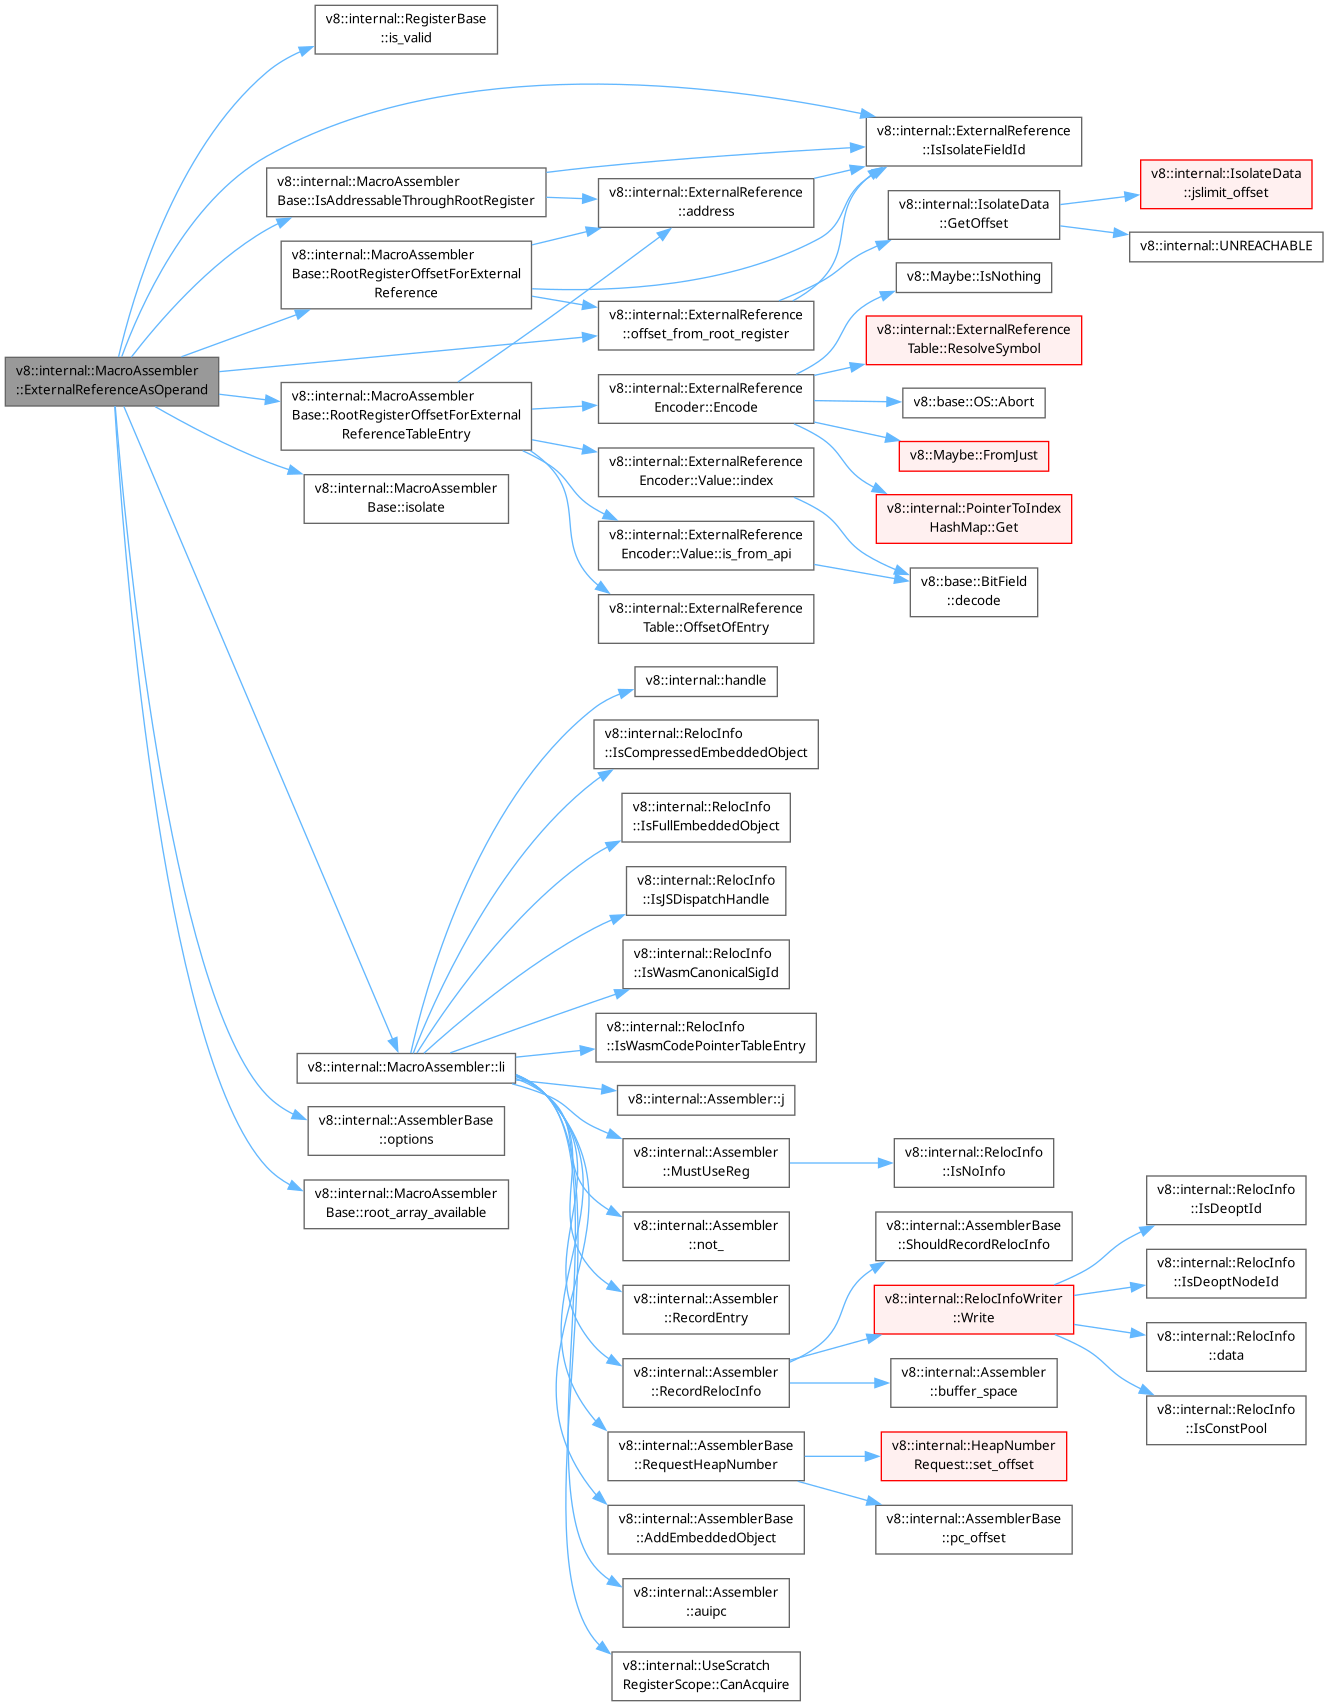 v8::internal::RegisterBase
::is_valid
v8::internal::ExternalReference
::IsIsolateFieldId
v8::internal::MacroAssembler
Base::IsAddressableThroughRootRegister
v8::internal::ExternalReference
::address
v8::internal::IsolateData
::jslimit_offset
v8::internal::IsolateData
::GetOffset
v8::internal::UNREACHABLE
v8::internal::MacroAssembler
Base::RootRegisterOffsetForExternal
Reference
v8::Maybe::IsNothing
v8::internal::ExternalReference
::offset_from_root_register
v8::internal::ExternalReference
Table::ResolveSymbol
v8::internal::MacroAssembler
::ExternalReferenceAsOperand
v8::internal::MacroAssembler
Base::RootRegisterOffsetForExternal
ReferenceTableEntry
v8::internal::ExternalReference
Encoder::Encode
v8::base::OS::Abort
v8::Maybe::FromJust
v8::internal::ExternalReference
Encoder::Value::index
v8::internal::MacroAssembler
Base::isolate
v8::internal::PointerToIndex
HashMap::Get
v8::internal::ExternalReference
Encoder::Value::is_from_api
v8::base::BitField
::decode
v8::internal::ExternalReference
Table::OffsetOfEntry
v8::internal::handle
v8::internal::RelocInfo
::IsCompressedEmbeddedObject
v8::internal::RelocInfo
::IsFullEmbeddedObject
v8::internal::RelocInfo
::IsJSDispatchHandle
v8::internal::RelocInfo
::IsWasmCanonicalSigId
v8::internal::RelocInfo
::IsWasmCodePointerTableEntry
v8::internal::MacroAssembler::li
v8::internal::Assembler::j
v8::internal::AssemblerBase
::options
v8::internal::Assembler
::MustUseReg
v8::internal::RelocInfo
::IsNoInfo
v8::internal::MacroAssembler
Base::root_array_available
v8::internal::RelocInfo
::IsDeoptId
v8::internal::Assembler
::not_
v8::internal::AssemblerBase
::ShouldRecordRelocInfo
v8::internal::RelocInfo
::IsDeoptNodeId
v8::internal::Assembler
::RecordEntry
v8::internal::RelocInfoWriter
::Write
v8::internal::RelocInfo
::data
v8::internal::Assembler
::RecordRelocInfo
v8::internal::Assembler
::buffer_space
v8::internal::RelocInfo
::IsConstPool
v8::internal::AssemblerBase
::RequestHeapNumber
v8::internal::HeapNumber
Request::set_offset
v8::internal::AssemblerBase
::AddEmbeddedObject
v8::internal::AssemblerBase
::pc_offset
v8::internal::Assembler
::auipc
v8::internal::UseScratch
RegisterScope::CanAcquire